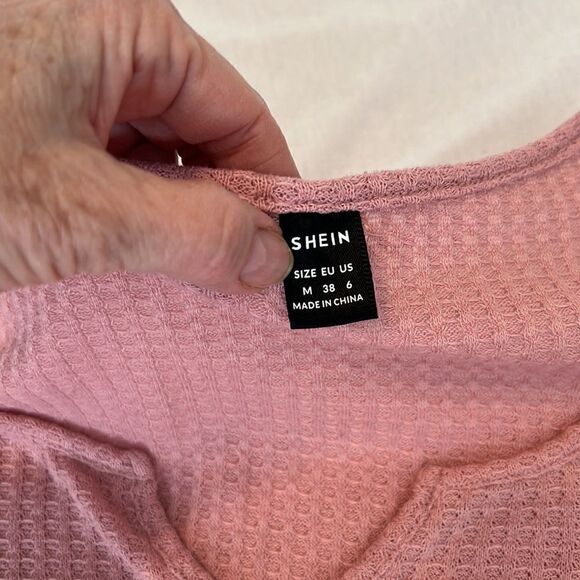 SHEIN
SIZE EU US
M 38 6
MADE IN CHINA